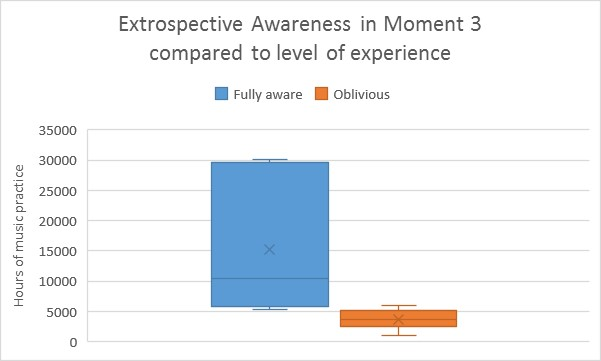 Extrospective Awareness in Moment 3
compared to level of experience
Fully aware Oblivious
35000
30000
25000
20000
15000
10000
5000
0
Hours of music practice